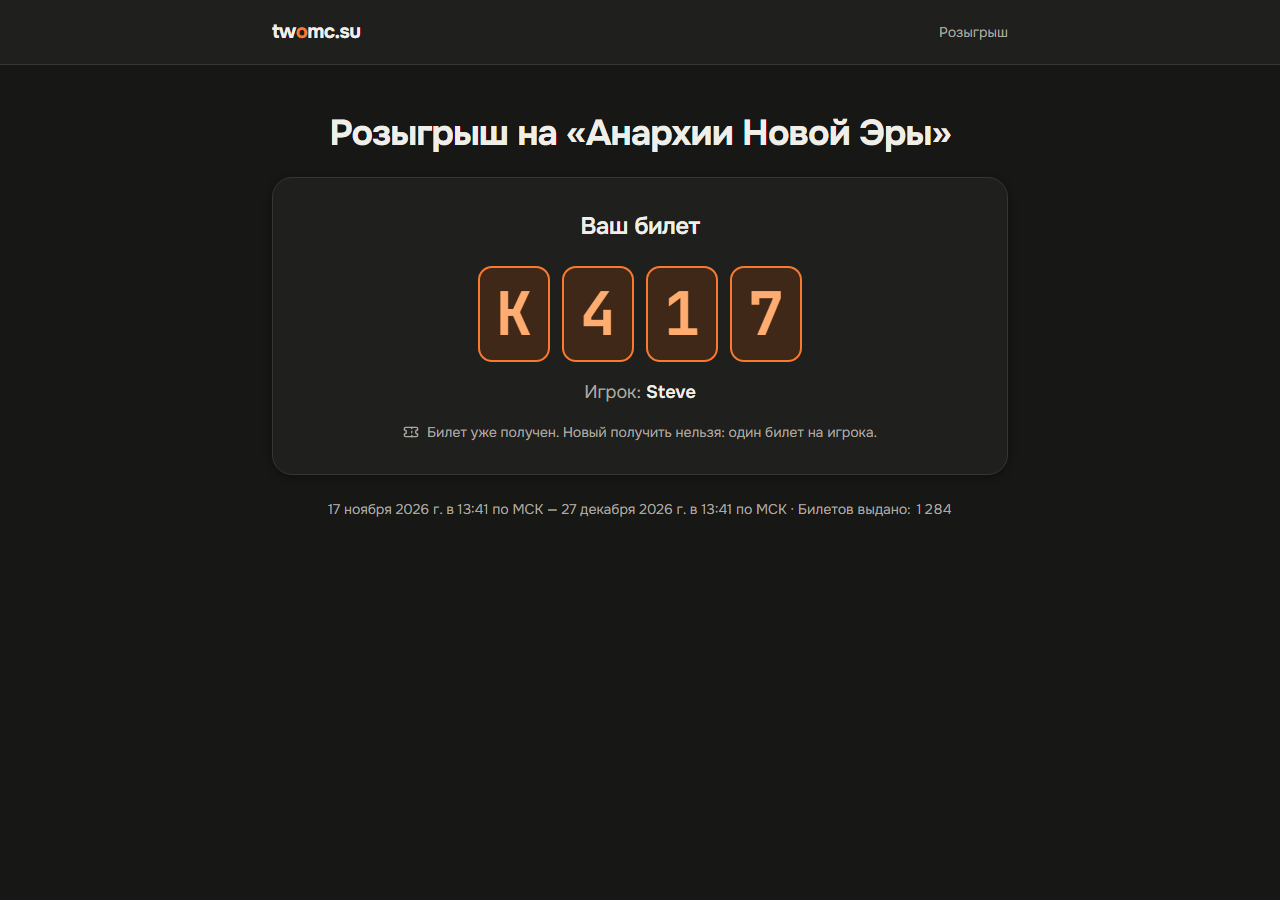 twomc.su
Розыгрыш
Розыгрыш на «Анархии Новой Эры»
Ваш билет
K 4 1 7
Игрок: Steve
Билет уже получен. Новый получить нельзя: один билет на игрока.
17 ноября 2026 г. в 13:41 по МСК — 27 декабря 2026 г. в 13:41 по МСК · Билетов выдано: 1 284